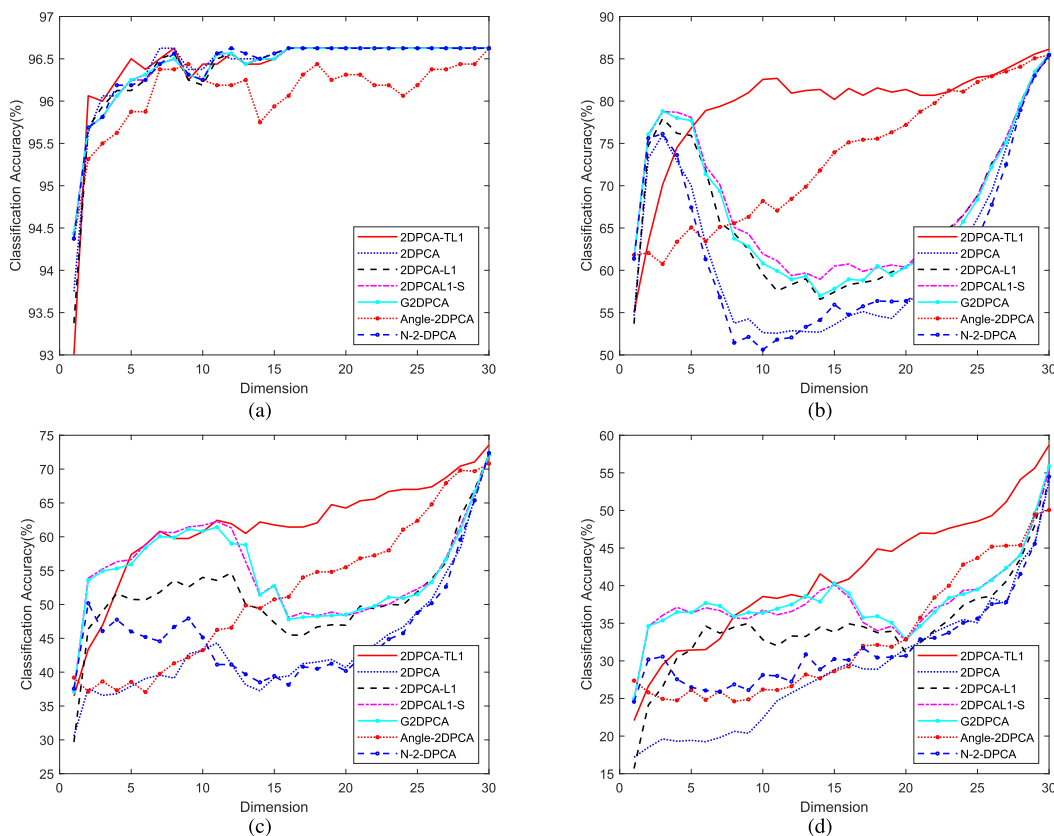 97
96.5
96
95.5
95
94.5
94
93.5
93
Classification Accuracy(%)
2DPCA-TL1
2DPCA
2DPCA-L1
2DPCAL1-S
G2DPCA
Angle-2DPCA
N-2-DPCA
0 5 10 15 20 25 30
Dimension
(a)
90
85
80
75
70
65
60
55
50
Classification Accuracy(%)
2DPCA-TL1
2DPCA
2DPCA-L1
2DPCAL1-S
G2DPCA
Angle-2DPCA
N-2-DPCA
0 5 10 15 20 25 30
Dimension
(b)
75
70
65
60
55
50
45
40
35
30
25
Classification Accuracy(%)
2DPCA-TL1
2DPCA
2DPCA-L1
2DPCAL1-S
G2DPCA
Angle-2DPCA
N-2-DPCA
0 5 10 15 20 25 30
Dimension
(c)
60
55
50
45
40
35
30
25
20
15
Classification Accuracy(%)
2DPCA-TL1
2DPCA
2DPCA-L1
2DPCAL1-S
G2DPCA
Angle-2DPCA
N-2-DPCA
0 5 10 15 20 25 30
Dimension
(d)